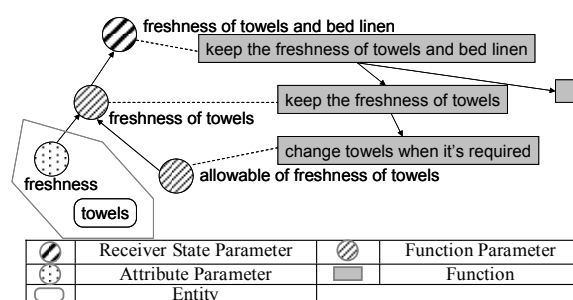 freshness of towels and bed linen
keep the freshness of towels and bed linen
keep the freshness of towels
freshness of towels
change towels when it's required
freshness
allowable of freshness of towels
towels
Receiver State Parameter
Function Parameter
Attribute Parameter
Function
Entity